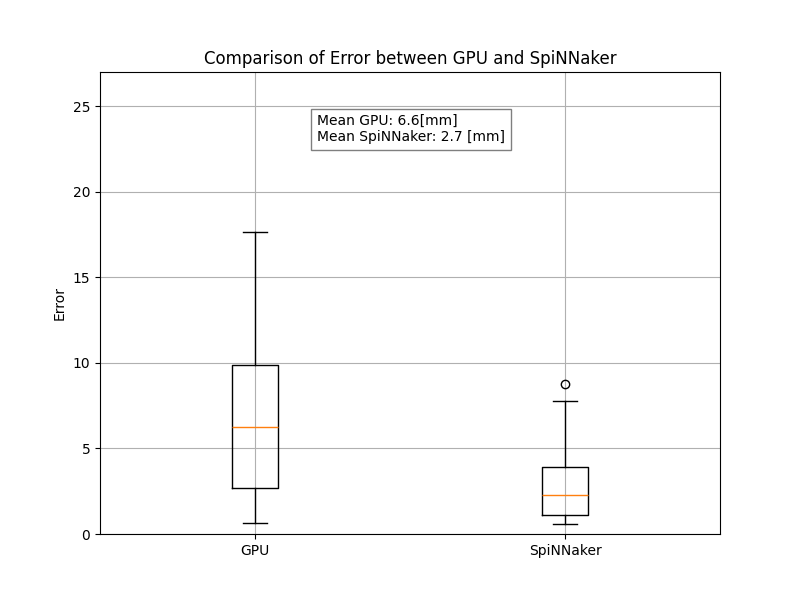 Comparison of Error between GPU and SpiNNaker
25
Mean GPU: 6.6[mm]
Mean SpiNNaker: 2.7 [mm]
20
15
Error
10
5
0
GPU
SpiNNaker